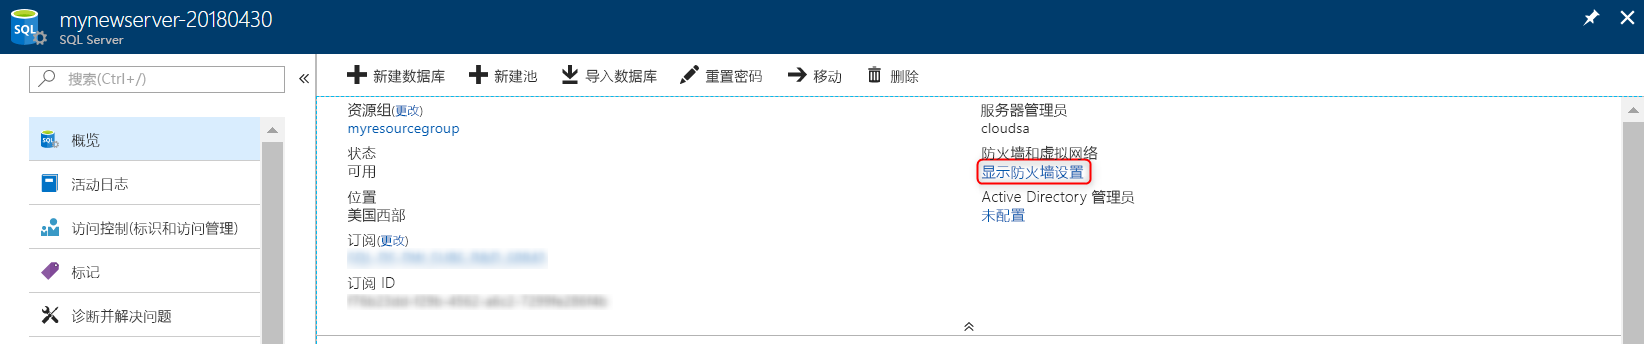 mynewserver-20180430
SQL Server
搜索(Ctrl+/)
概览
活动日志
访问控制(标识和访问管理)
标记
诊断并解决问题
新建数据库 新建池 导入数据库 重置密码 移动 删除
资源组(更改)
myresourcegroup
状态
可用
位置
美国西部
订阅(更改)
订阅 ID
服务器管理员
cloudsa
防火墙和虚拟网络
显示防火墙设置
Active Directory 管理员
未配置